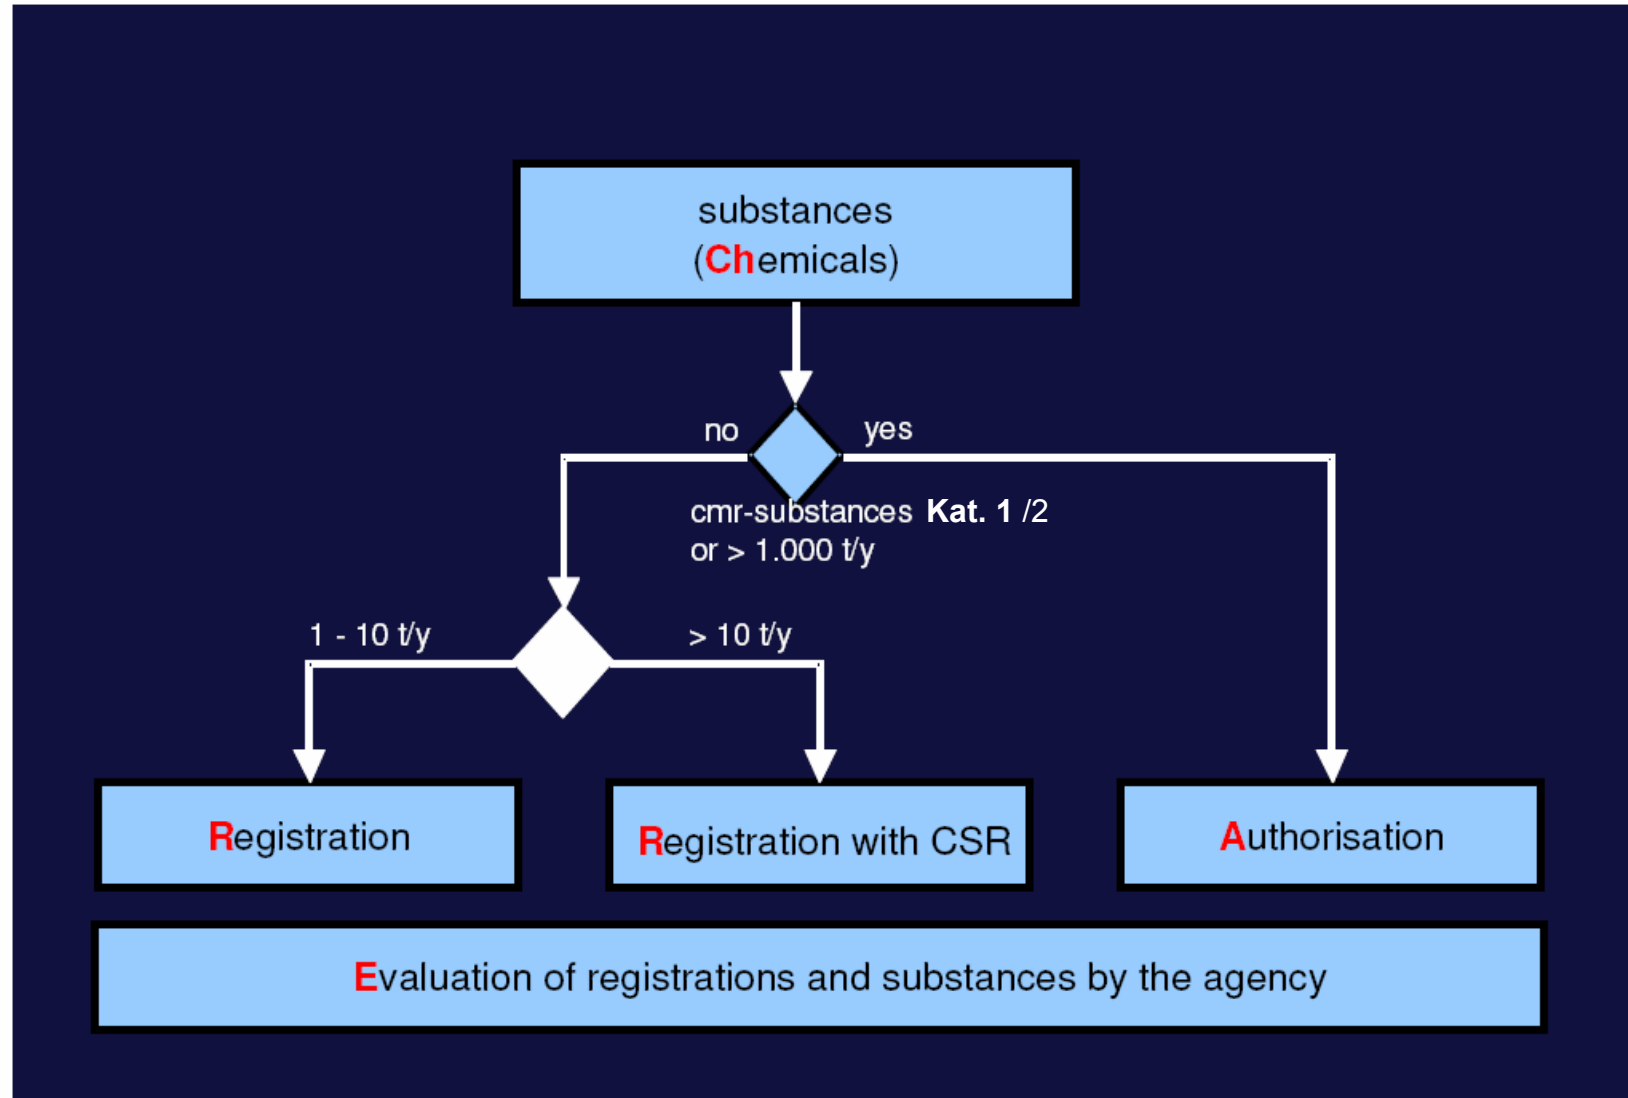 substances
(Chemicals)
no
yes
cmr-substances Kat. 1 /2
or > 1.000 t/y
1 - 10 t/y
> 10 t/y
Registration
Registration with CSR
Authorisation
Evaluation of registrations and substances by the agency